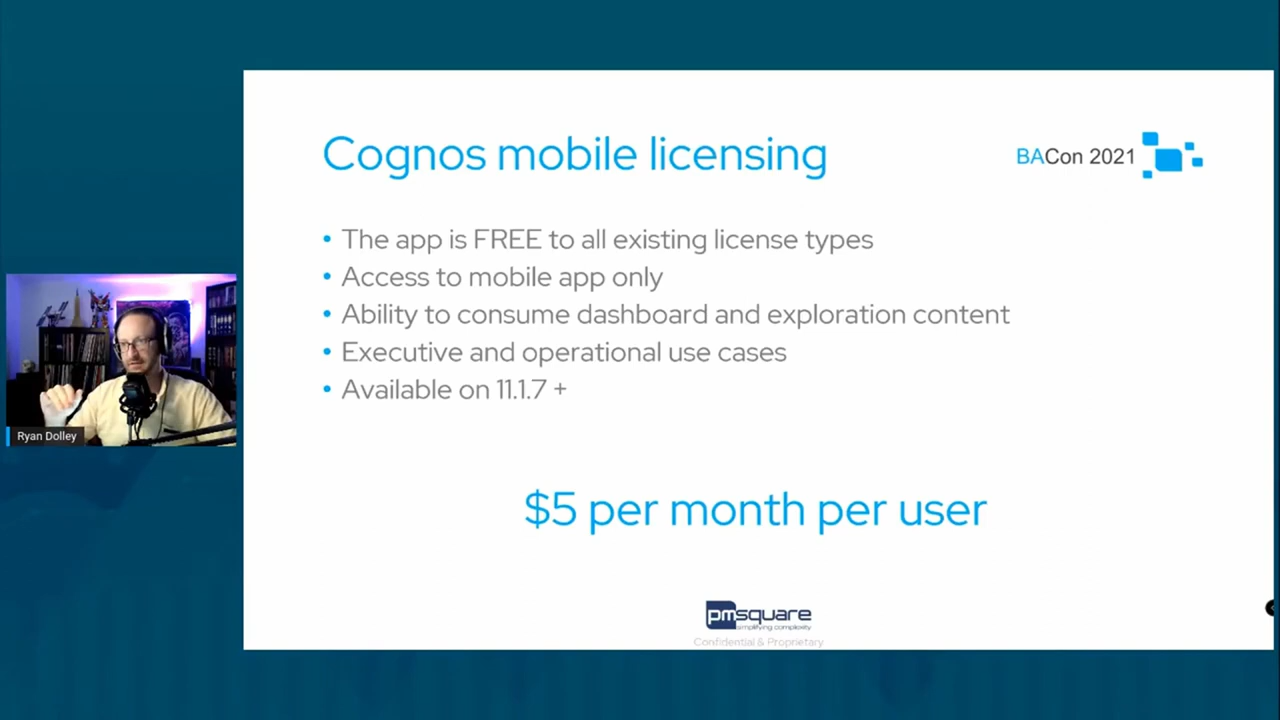 Cognos mobile licensing
BACon 2021
• The app is FREE to all existing license types
• Access to mobile app only
• Ability to consume dashboard and exploration content
• Executive and operational use cases
• Available on 11.1.7 +
Ryan Dolley
$5 per month per user
pmsquare
simplifying complexity
Confidential & Proprietary